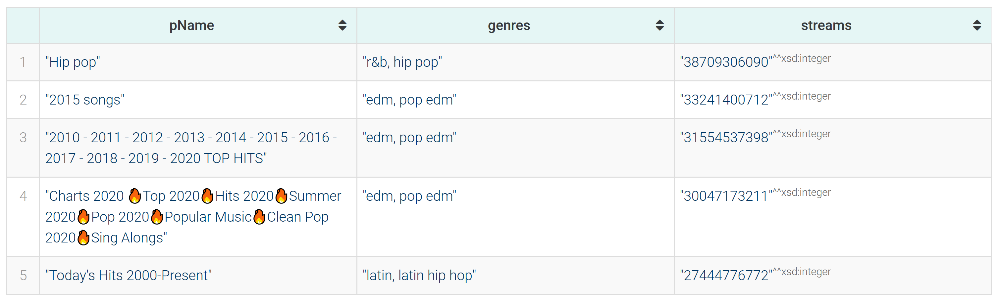 pName genres streams
1 "Hip pop" "r&b, hip pop" "38709306090"^^xsd:integer
2 "2015 songs" "edm, pop edm" "33241400712"^^xsd:integer
3 "2010 - 2011 - 2012 - 2013 - 2014 - 2015 - 2016 - "edm, pop edm" "31554537398"^^xsd:integer
2017 - 2018 - 2019 - 2020 TOP HITS"
4 "Charts 2020 🔥Top 2020🔥Hits 2020🔥Summer "edm, pop edm" "30047173211"^^xsd:integer
2020🔥Pop 2020🔥Popular Music🔥Clean Pop
2020🔥Sing Alongs"
5 "Today's Hits 2000-Present" "latin, latin hip hop" "27444776772"^^xsd:integer